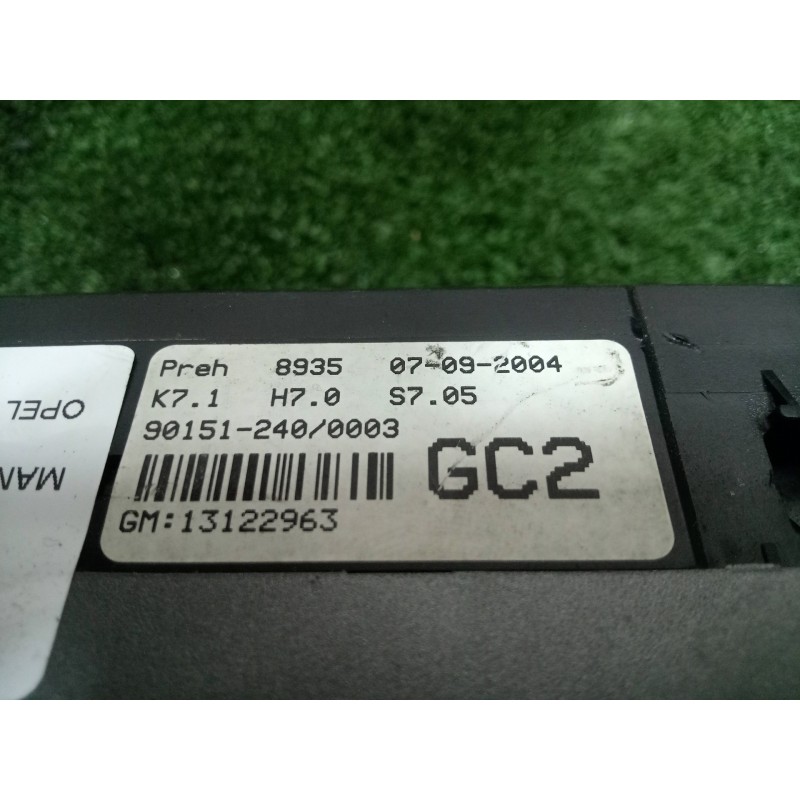 Preh 8935 07-09-2004
K7.1 H7.0 S7.05
90151-240/0003
GC2
GM:13122963
OPEL
MAN